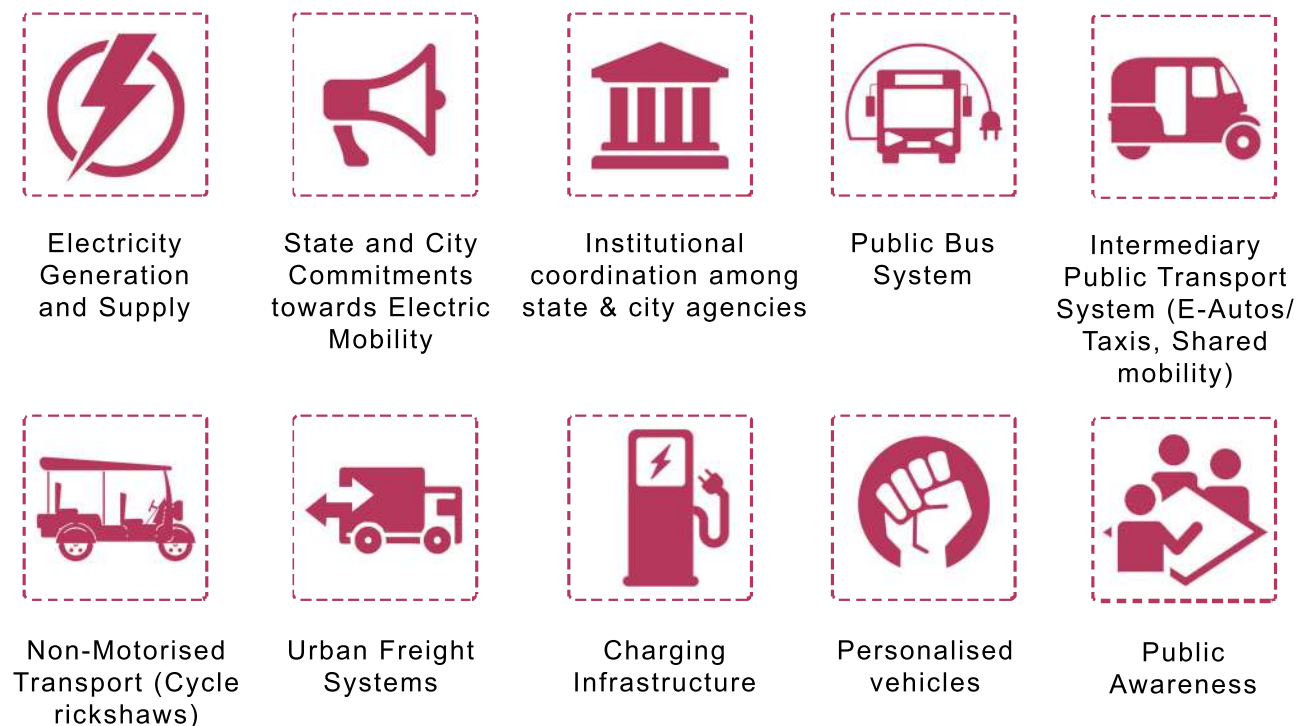 Electricity
Generation
and Supply
State and City
Commitments
towards Electric
Mobility
Institutional
coordination among
state & city agencies
Public Bus
System
Intermediary
Public Transport
System (E-Autos/
Taxis, Shared
mobility)
Non-Motorised
Transport (Cycle
rickshaws)
Urban Freight
Systems
Charging
Infrastructure
Personalised
vehicles
Public
Awareness